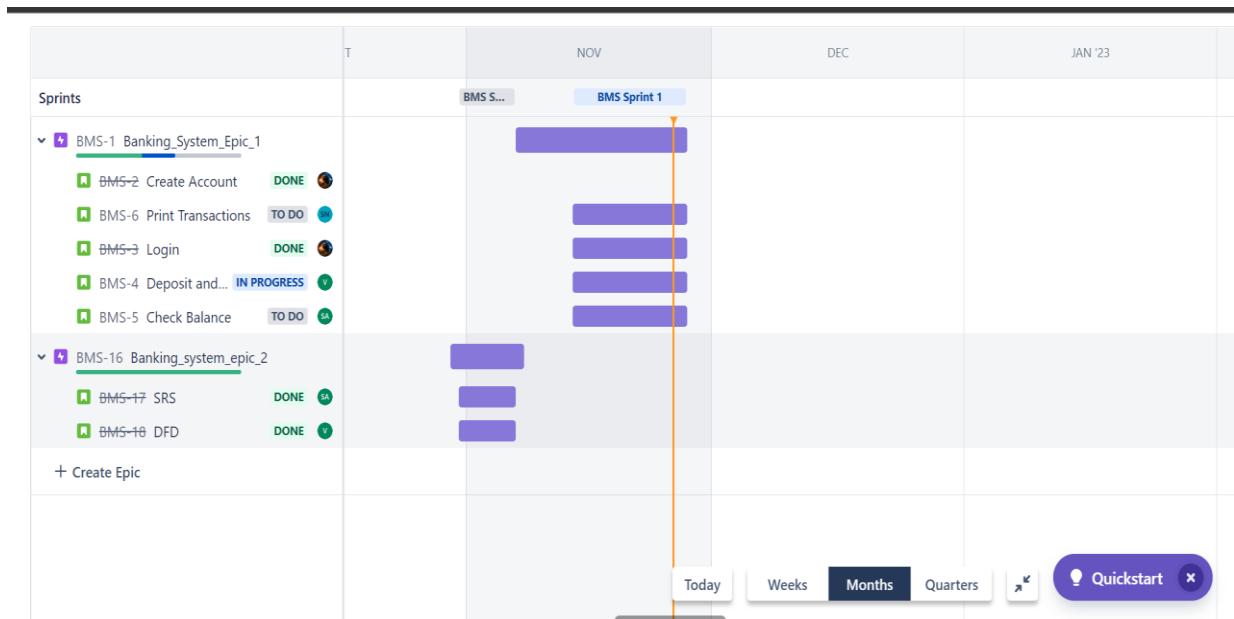 T NOV DEC JAN '23
Sprints BMS S... BMS Sprint 1
BMS-1 Banking_System_Epic_1
BMS-2 Create Account DONE
BMS-6 Print Transactions TO DO SN
BMS-3 Login DONE
BMS-4 Deposit and... IN PROGRESS V
BMS-5 Check Balance TO DO SA
BMS-16 Banking_system_epic_2
BMS-17 SRS DONE SA
BMS-18 DFD DONE V
+ Create Epic
Today Weeks Months Quarters Quickstart